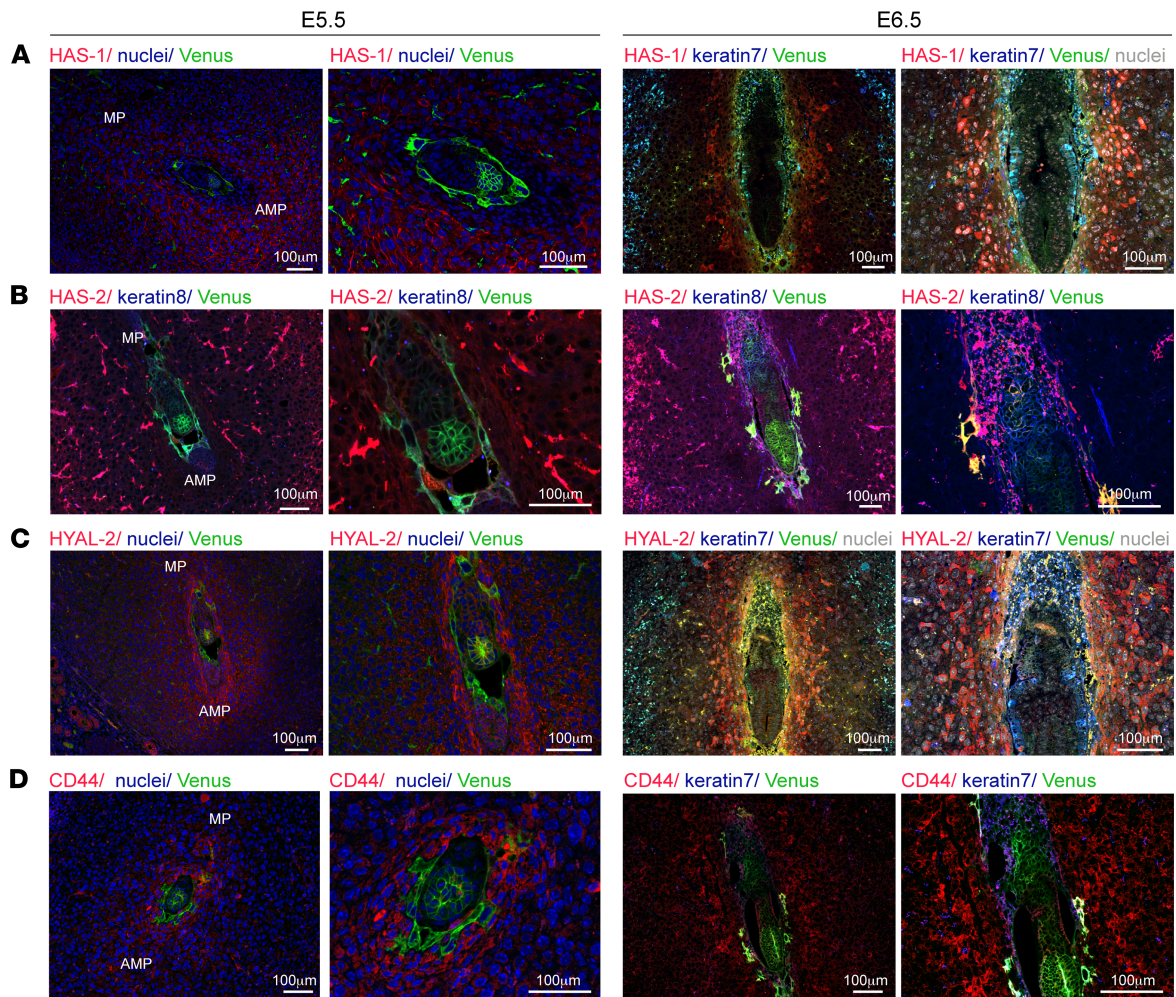 E5.5 E6.5
A HAS-1/ nuclei/ Venus HAS-1/ nuclei/ Venus HAS-1/ keratin7/ Venus HAS-1/ keratin7/ Venus/ nuclei
MP
AMP
100µm 100µm 100µm 100µm
B HAS-2/ keratin8/ Venus HAS-2/ keratin8/ Venus HAS-2/ keratin8/ Venus HAS-2/ keratin8/ Venus
MP
AMP
100µm 100µm 100µm 100µm
C HYAL-2/ nuclei/ Venus HYAL-2/ nuclei/ Venus HYAL-2/ keratin7/ Venus/ nuclei HYAL-2/ keratin7/ Venus/ nuclei
MP
AMP
100µm 100µm 100µm 100µm
D CD44/ nuclei/ Venus CD44/ nuclei/ Venus CD44/ keratin7/ Venus CD44/ keratin7/ Venus
MP
AMP
100µm 100µm 100µm 100µm